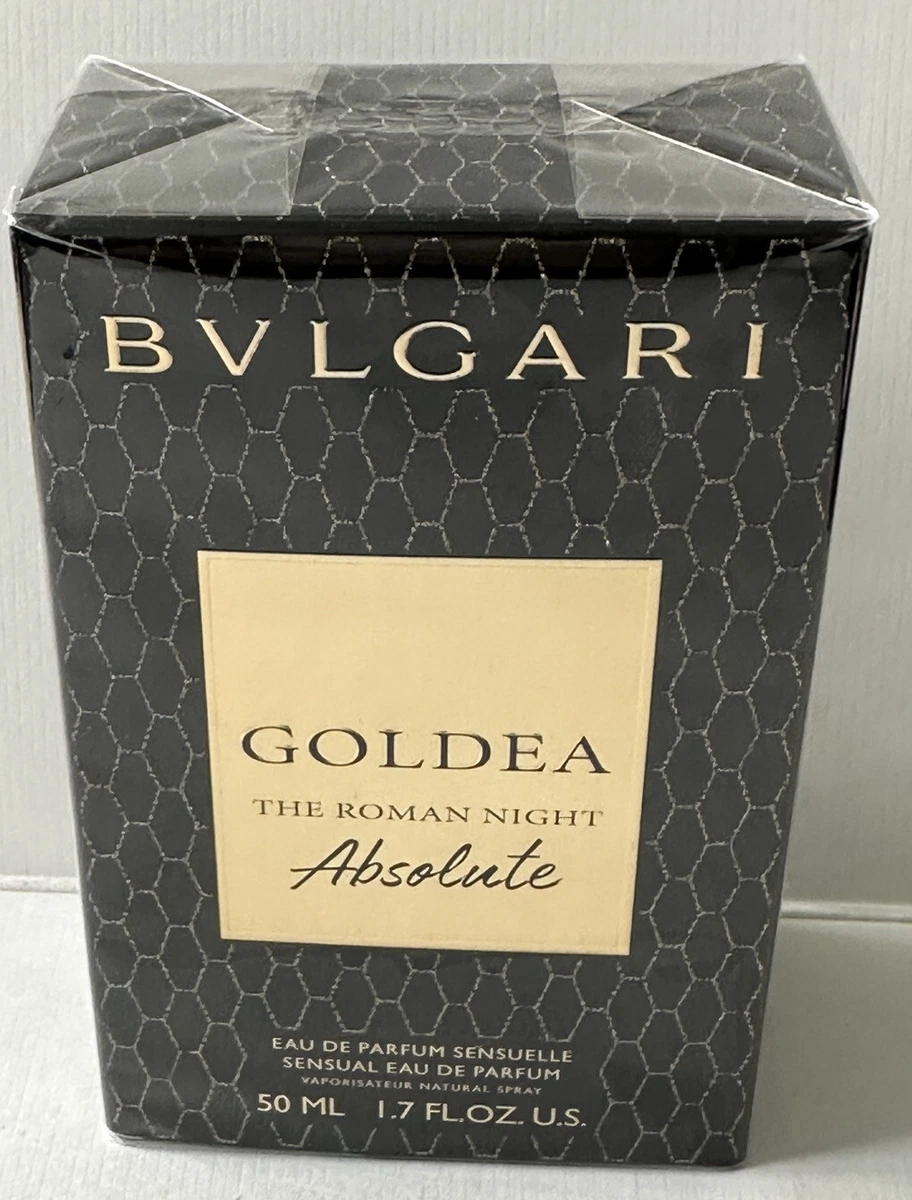 BVLGARI
GOLDEA
THE ROMAN NIGHT
Absolute
EAU DE PARFUM SENSUELLE
SENSUAL EAU DE PARFUM
VAPORISATEUR NATURAL SPRAY
50 ML 1.7 FL.OZ. U.S.